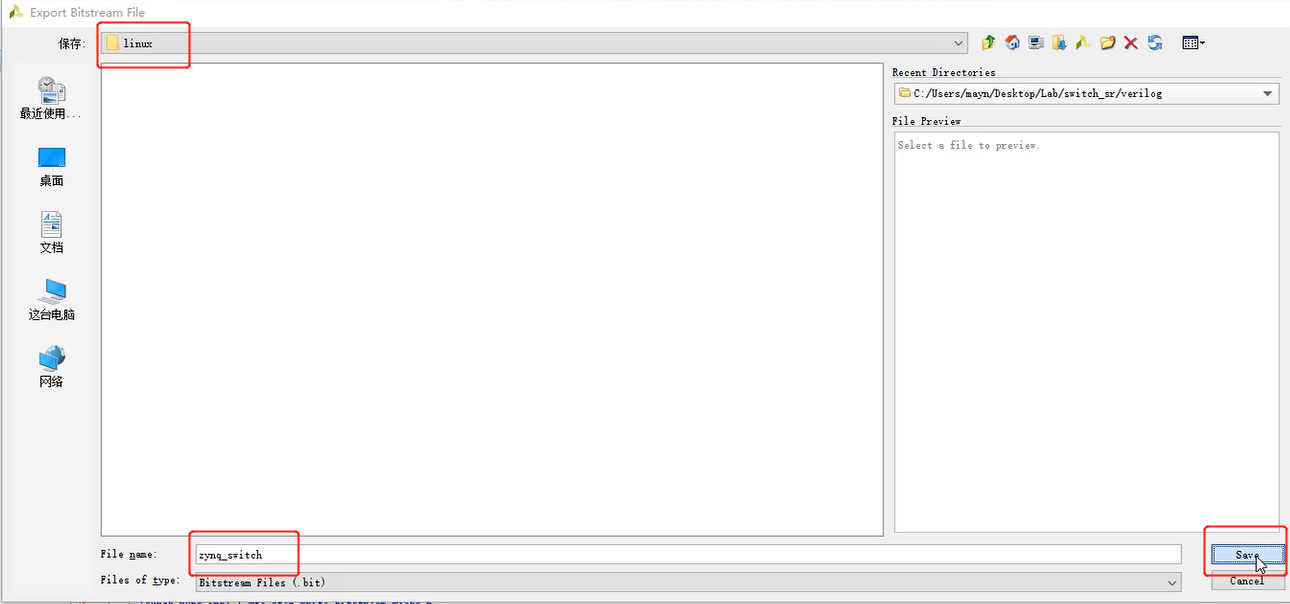 Export Bitstream File
保存:
linux
最近使用...
桌面
文档
这台电脑
网络
Recent Directories
C:/Users/mayn/Desktop/Lab/switch_sr/verilog
File Preview
Select a file to preview.
File name:
zynq_switch
Save
Files of type:
Bitstream Files (.bit)
Cancel